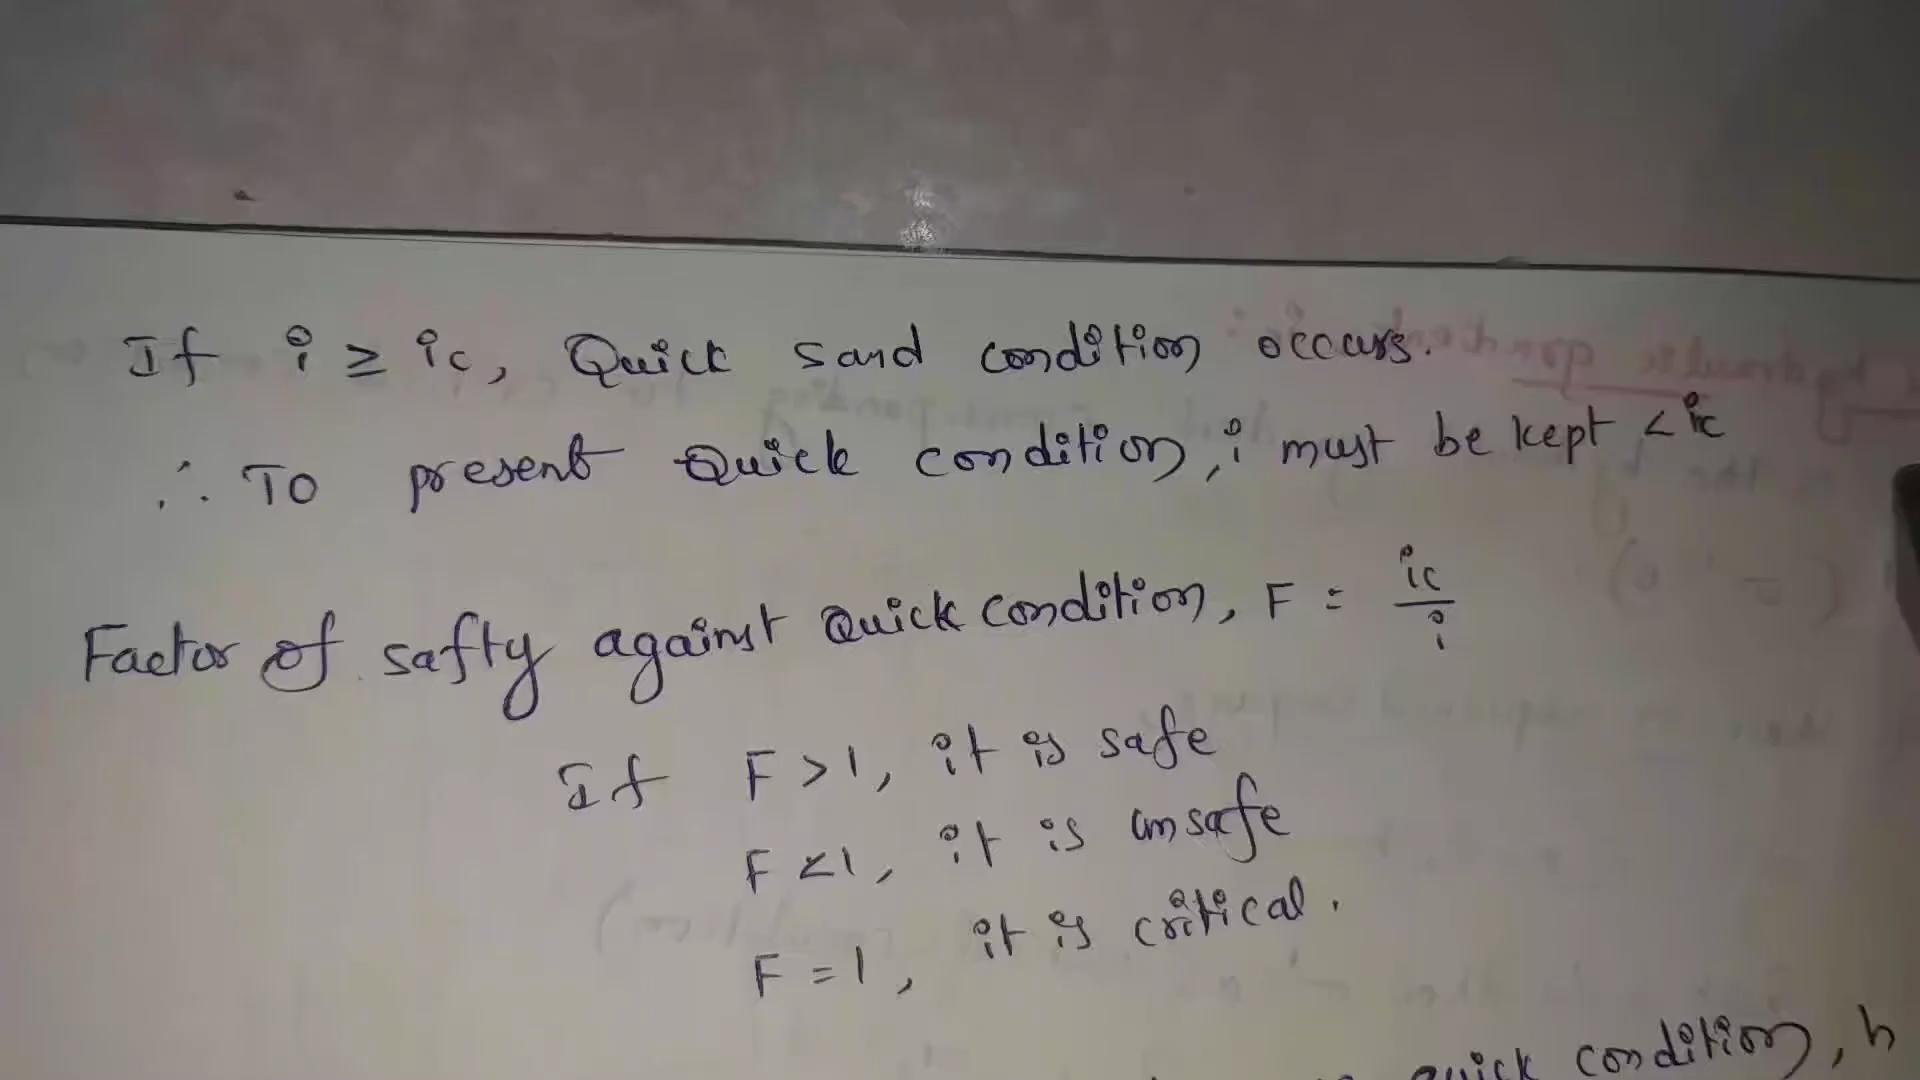 If i ≥ ic, Quick sand condition occurs.
∴ To present Quick condition, i must be kept < ic
Factor of safty against Quick condition, F = ic/i
If F > 1, it is safe
F < 1, it is unsafe
F = 1, it is critical.
quick condition, h